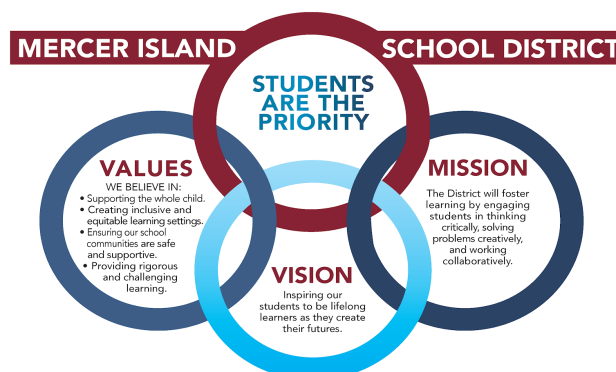 MERCER ISLAND
SCHOOL DISTRICT
STUDENTS
ARE THE
PRIORITY
VALUES
WE BELIEVE IN:
• Supporting the whole child.
• Creating inclusive and
equitable learning settings.
• Ensuring our school
communities are safe
and supportive.
• Providing rigorous
and challenging
learning.
VISION
Inspiring our
students to be lifelong
learners as they create
their futures.
MISSION
The District will foster
learning by engaging
students in thinking
critically, solving
problems creatively,
and working
collaboratively.